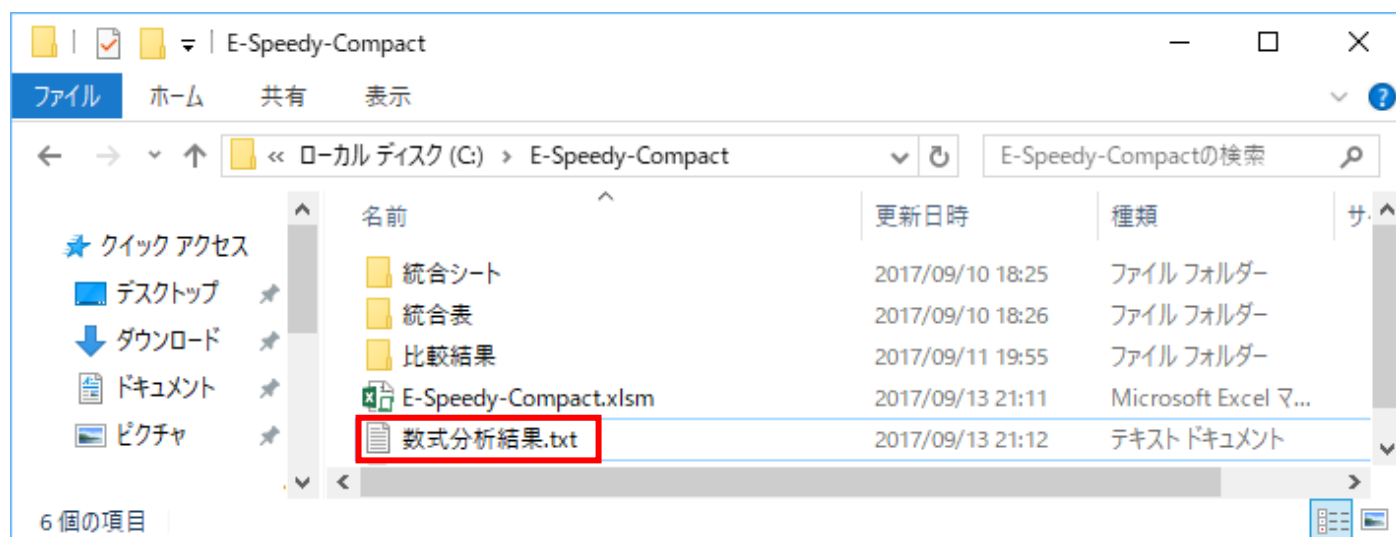 E-Speedy-Compact
ファイル ホーム 共有 表示
« ローカル ディスク (C:) › E-Speedy-Compact E-Speedy-Compactの検索
名前 更新日時 種類 サ
クイック アクセス
統合シート 2017/09/10 18:25 ファイル フォルダー
デスクトップ
統合表 2017/09/10 18:26 ファイル フォルダー
ダウンロード
比較結果 2017/09/11 19:55 ファイル フォルダー
ドキュメント
E-Speedy-Compact.xlsm 2017/09/13 21:11 Microsoft Excel マ...
ピクチャ
数式分析結果.txt 2017/09/13 21:12 テキスト ドキュメント
6 個の項目